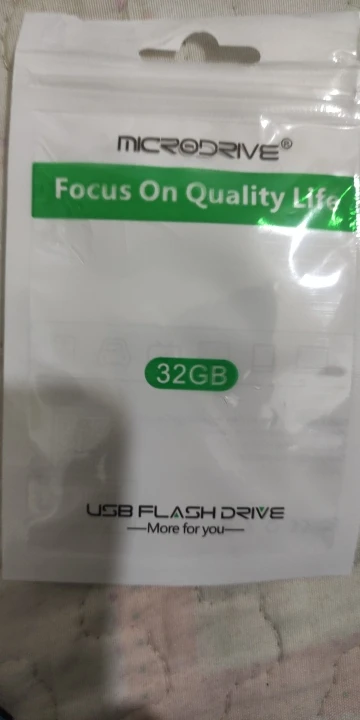 MICRODRIVE®
Focus On Quality Life
32GB
USB FLASH DRIVE
—More for you—